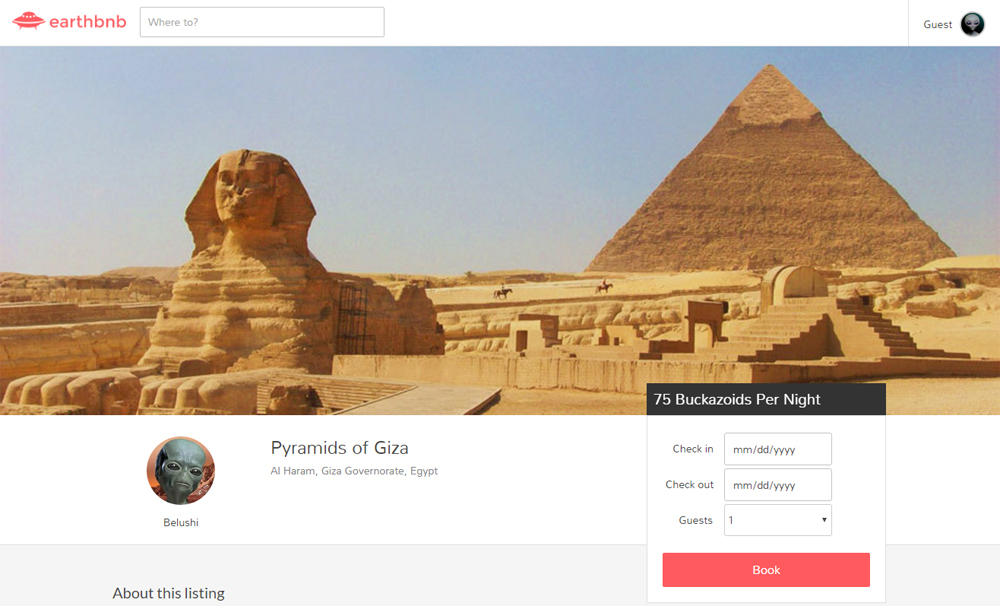 earthbnb
Where to?
Guest
75 Buckazoids Per Night
Check in
mm/dd/yyyy
Check out
mm/dd/yyyy
Guests
1
Book
Pyramids of Giza
Al Haram, Giza Governorate, Egypt
Belushi
About this listing